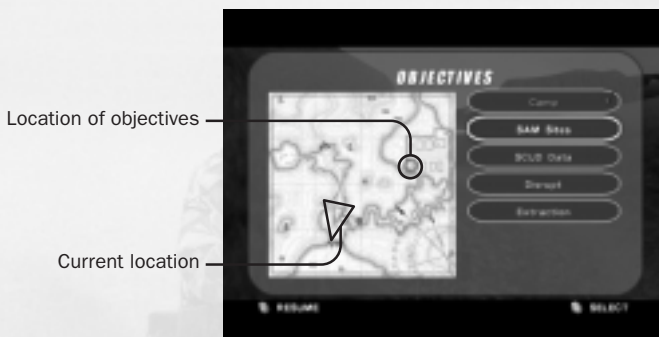 OBJECTIVES
Location of objectives
Camp
SAM Sites
SCUD Data
Disrupt
Extraction
Current location
RESUME
SELECT